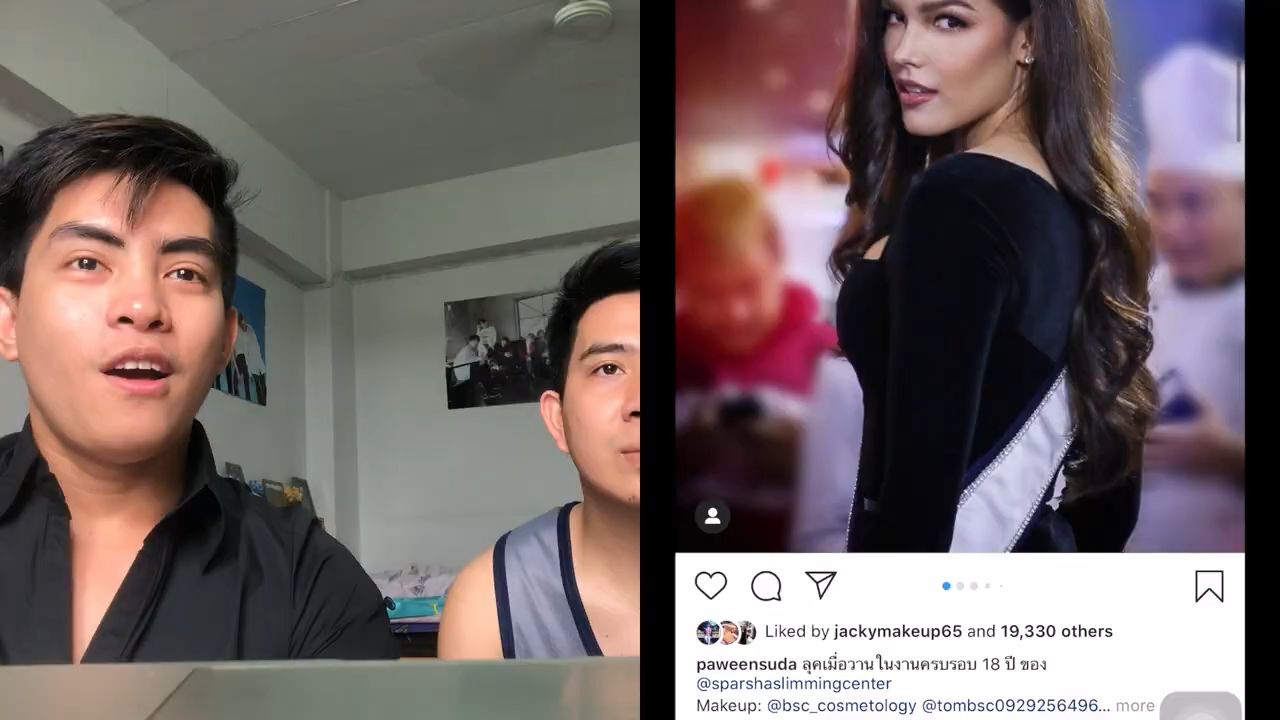 Liked by jackymakeup65 and 19,330 others
paweensuda ลุคเมื่อวานในงานครบรอบ 18 ปี ของ
@sparshaslimmingcenter
Makeup: @bsc_cosmetology @tombsc0929256496... more